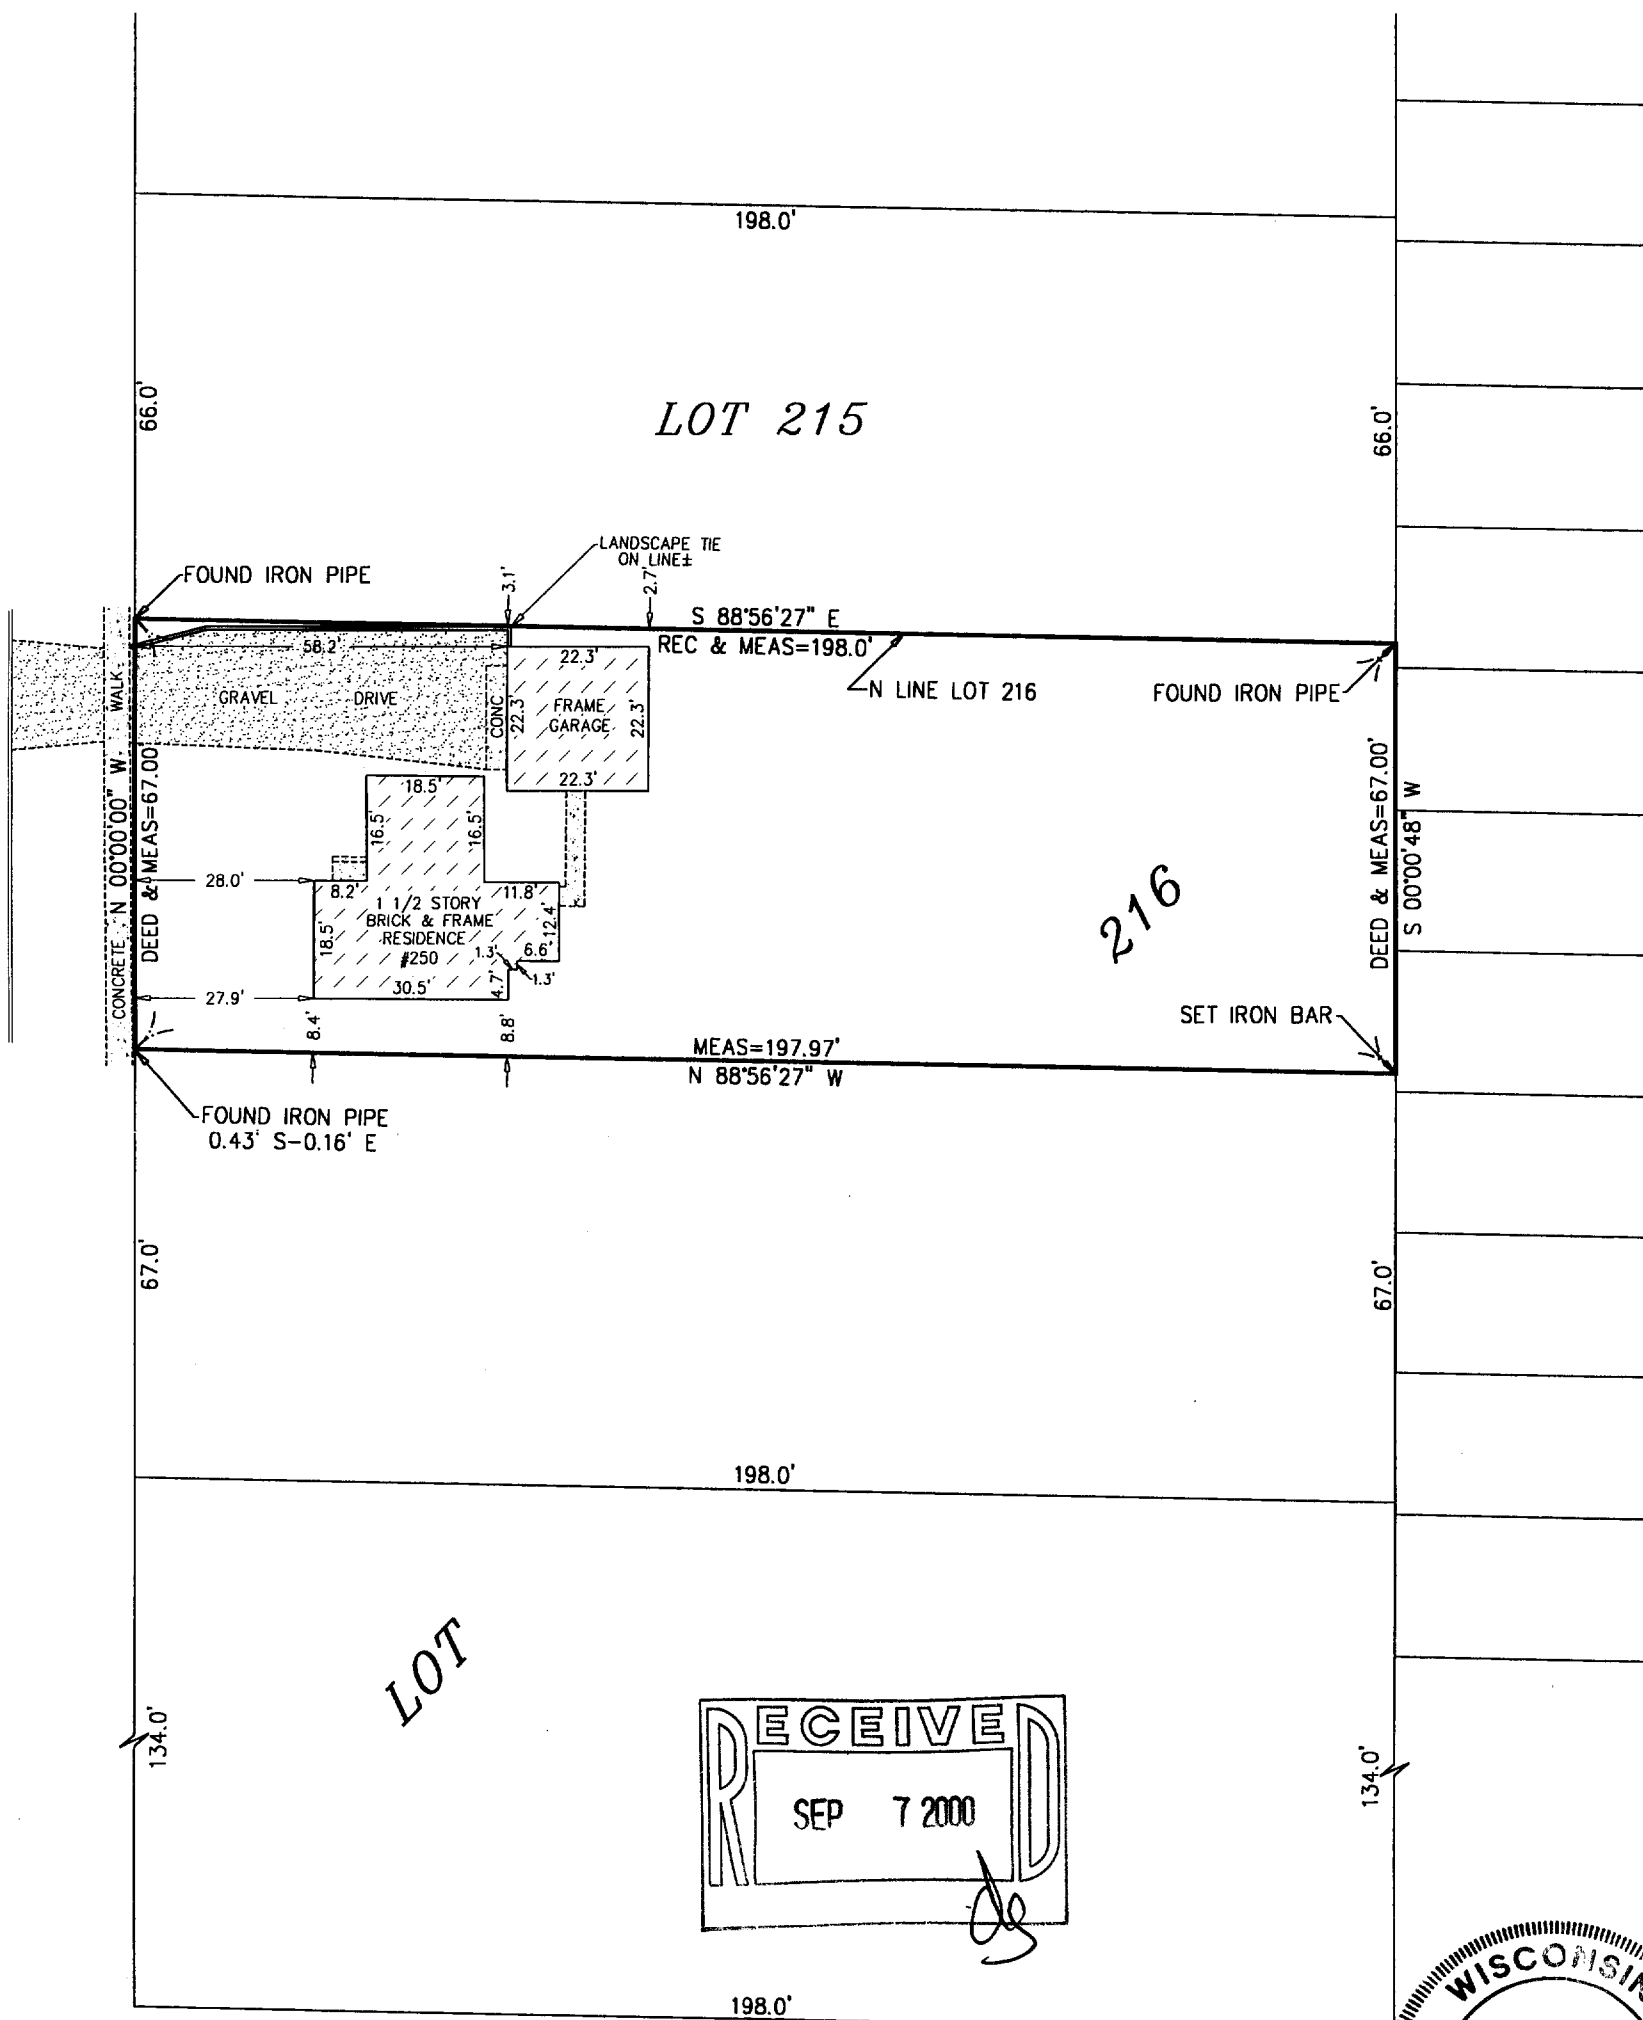 198.0'
66.0'
66.0'
LOT 215
LANDSCAPE TIE
ON LINE±
FOUND IRON PIPE
3.1'
2.7'
S 88°56'27" E
REC & MEAS=198.0'
58.2'
22.3'
N LINE LOT 216
FOUND IRON PIPE
GRAVEL DRIVE
CONC
22.3'
FRAME
GARAGE
22.3'
22.3'
CONCRETE WALK
N 00°00'00" W
DEED & MEAS=67.00'
18.5'
16.5'
16.5'
28.0'
8.2'
11.8'
1 1/2 STORY
BRICK & FRAME
RESIDENCE
#250
18.5'
12.4'
1.3'
6.6'
1.3'
4.7'
30.5'
27.9'
8.4'
8.8'
216
DEED & MEAS=67.00'
S 00°00'48" W
SET IRON BAR
MEAS=197.97'
N 88°56'27" W
FOUND IRON PIPE
0.43' S-0.16' E
67.0'
67.0'
198.0'
LOT
134.0'
134.0'
RECEIVED
SEP 7 2000
198.0'
WISCONSIN